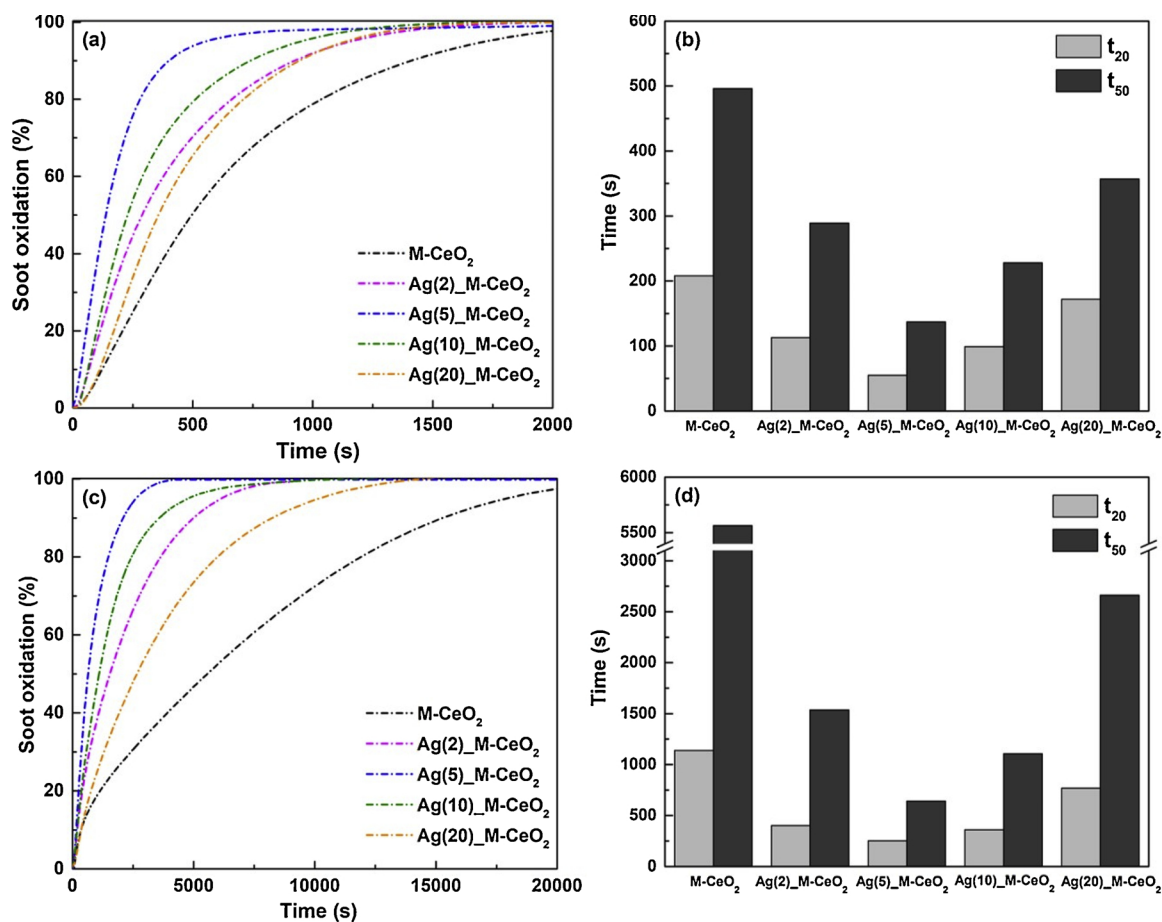 (a)
Soot oxidation (%)
100
80
60
40
20
0
M-CeO₂
Ag(2)_M-CeO₂
Ag(5)_M-CeO₂
Ag(10)_M-CeO₂
Ag(20)_M-CeO₂
0 500 1000 1500 2000
Time (s)
(b)
Time (s)
600
500
400
300
200
100
0
t₂₀
t₅₀
M-CeO₂ Ag(2)_M-CeO₂ Ag(5)_M-CeO₂ Ag(10)_M-CeO₂ Ag(20)_M-CeO₂
(c)
Soot oxidation (%)
100
80
60
40
20
0
M-CeO₂
Ag(2)_M-CeO₂
Ag(5)_M-CeO₂
Ag(10)_M-CeO₂
Ag(20)_M-CeO₂
0 5000 10000 15000 20000
Time (s)
(d)
Time (s)
6000
5500
3000
2500
2000
1500
1000
500
0
t₂₀
t₅₀
M-CeO₂ Ag(2)_M-CeO₂ Ag(5)_M-CeO₂ Ag(10)_M-CeO₂ Ag(20)_M-CeO₂